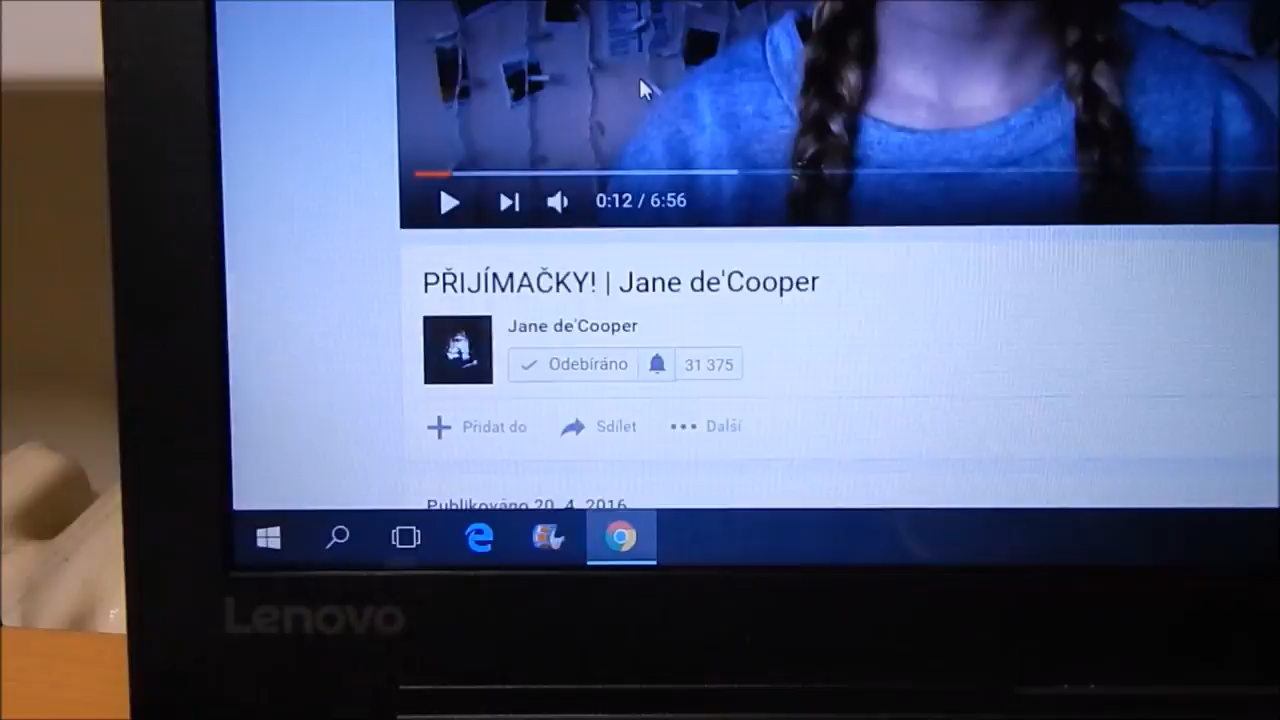 0:12 / 6:56
PŘIJÍMAČKY! | Jane de'Cooper
Jane de'Cooper
Odebíráno 31 375
Přidat do Sdílet Další
Publikováno 20. 4. 2016
Lenovo